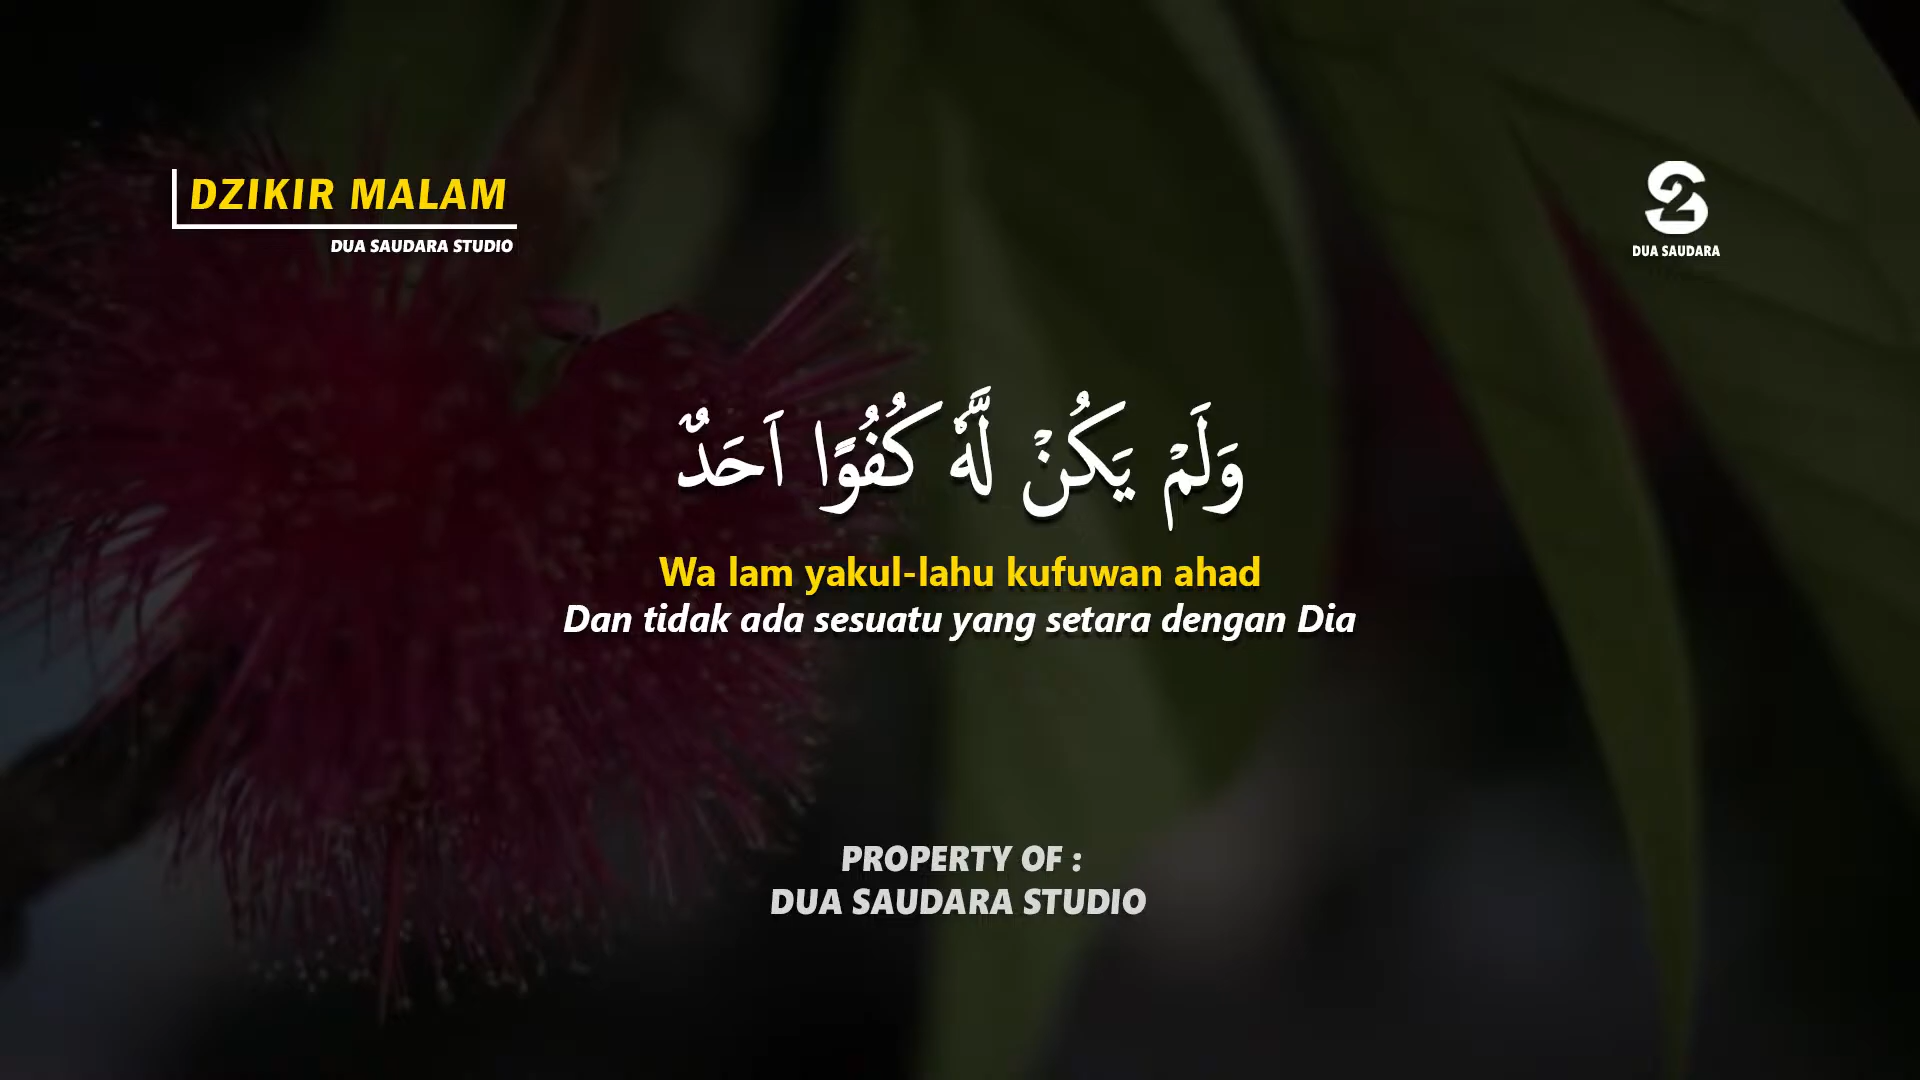 DZIKIR MALAM
DUA SAUDARA STUDIO
S2
DUA SAUDARA
وَلَمْ يَكُنْ لَّهٗ كُفُوًا اَحَدٌ
Wa lam yakul-lahu kufuwan ahad
Dan tidak ada sesuatu yang setara dengan Dia
PROPERTY OF :
DUA SAUDARA STUDIO